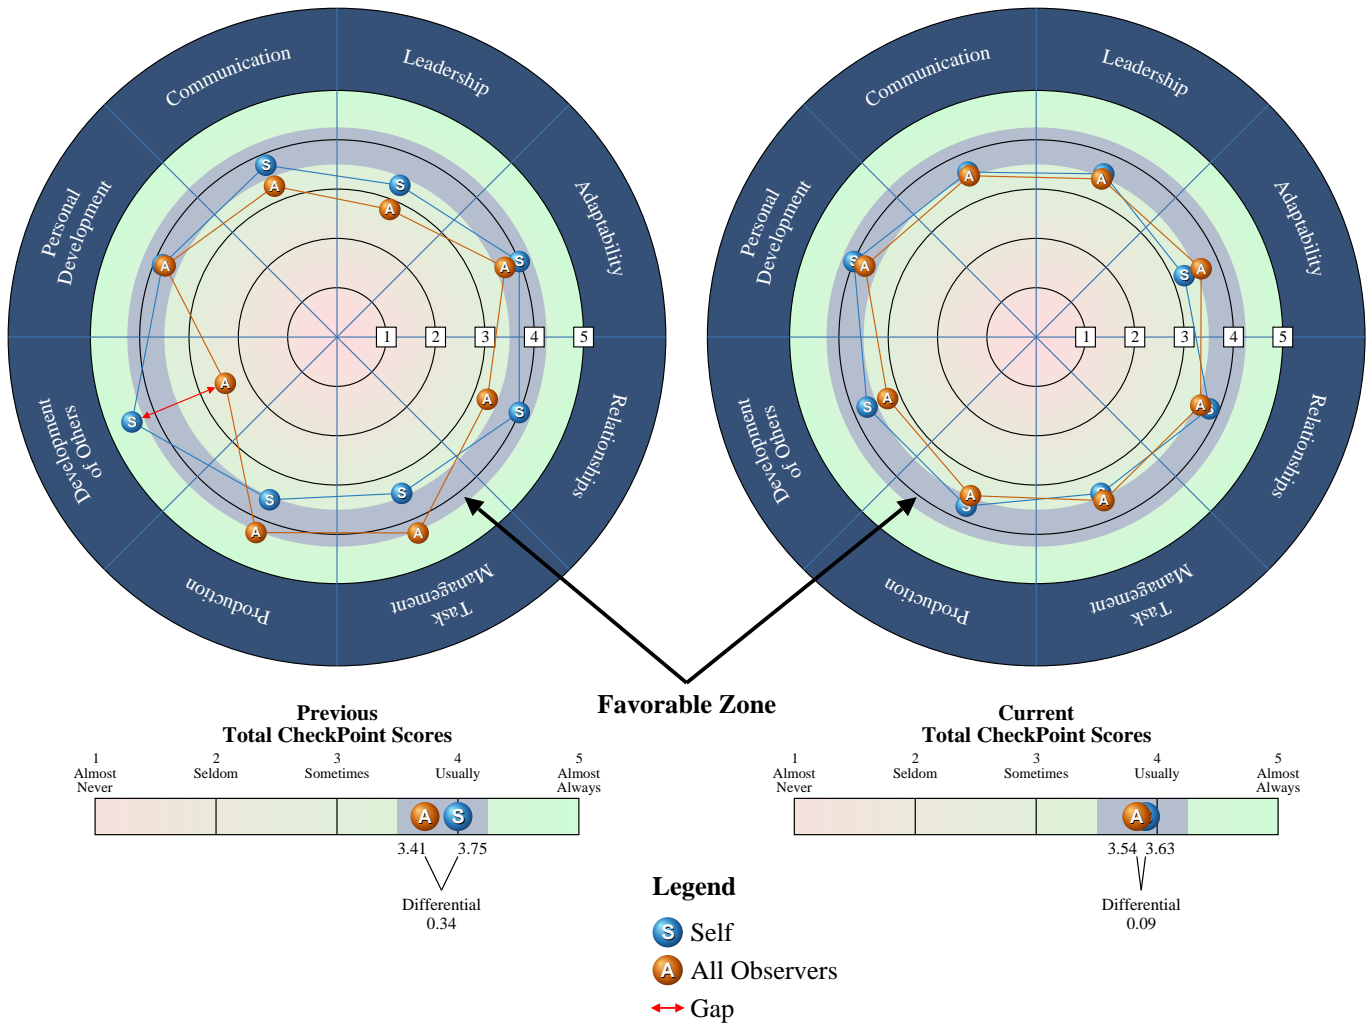 Communication
Leadership
Adaptability
Relationships
Task
Management
Production
Development
of Others
Personal
Development
S
S
A
A
A
A
S
A
S
A
S
S
S
A
A
1
2
3
4
5
Communication
Leadership
Adaptability
Relationships
Task
Management
Production
Development
of Others
Personal
Development
A
A
S
A
A
S
S
A
A
S
S
A
S
A
1
2
3
4
5
Favorable Zone
Previous
Total CheckPoint Scores
1
Almost
Never
2
Seldom
3
Sometimes
4
Usually
5
Almost
Always
A
S
3.41
3.75
Differential
0.34
Current
Total CheckPoint Scores
1
Almost
Never
2
Seldom
3
Sometimes
4
Usually
5
Almost
Always
A
3.54
3.63
Differential
0.09
Legend
S Self
A All Observers
Gap